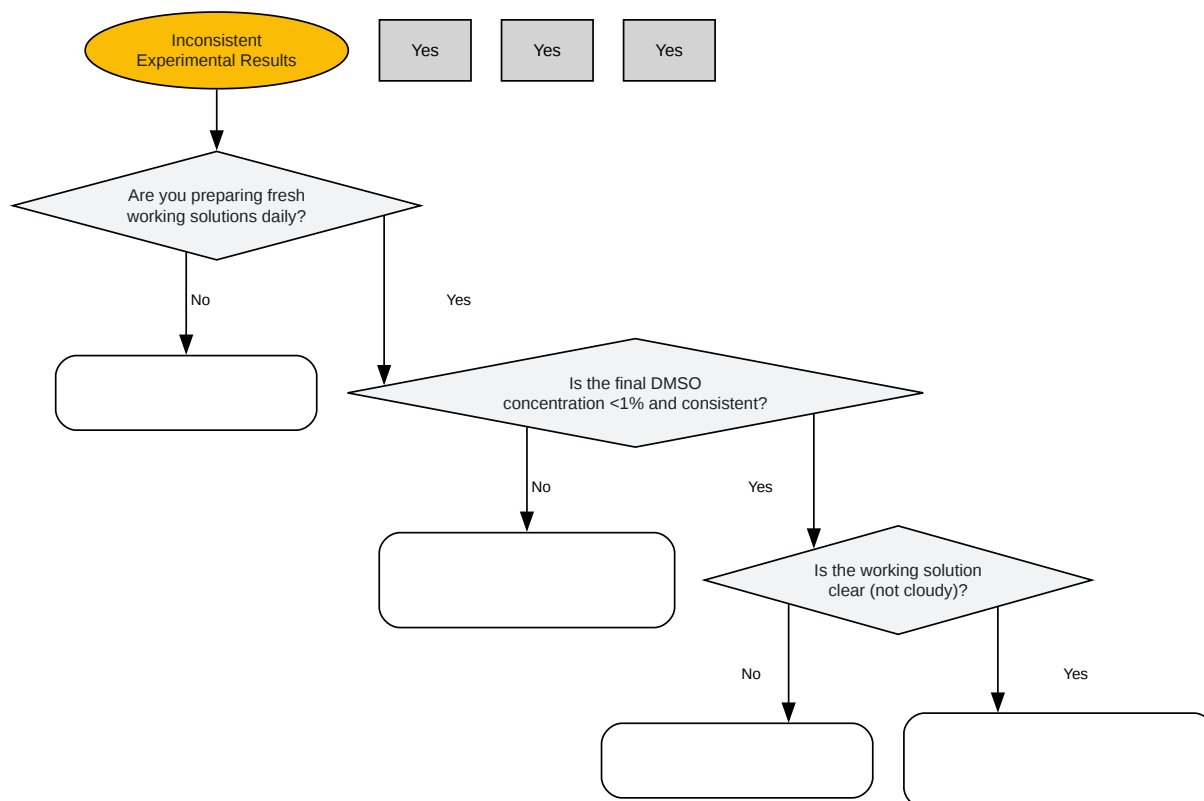 Inconsistent
Experimental Results
Yes
Yes
Yes
Are you preparing fresh
working solutions daily?
No
Yes
Is the final DMSO
concentration <1% and consistent?
No
Yes
Is the working solution
clear (not cloudy)?
No
Yes